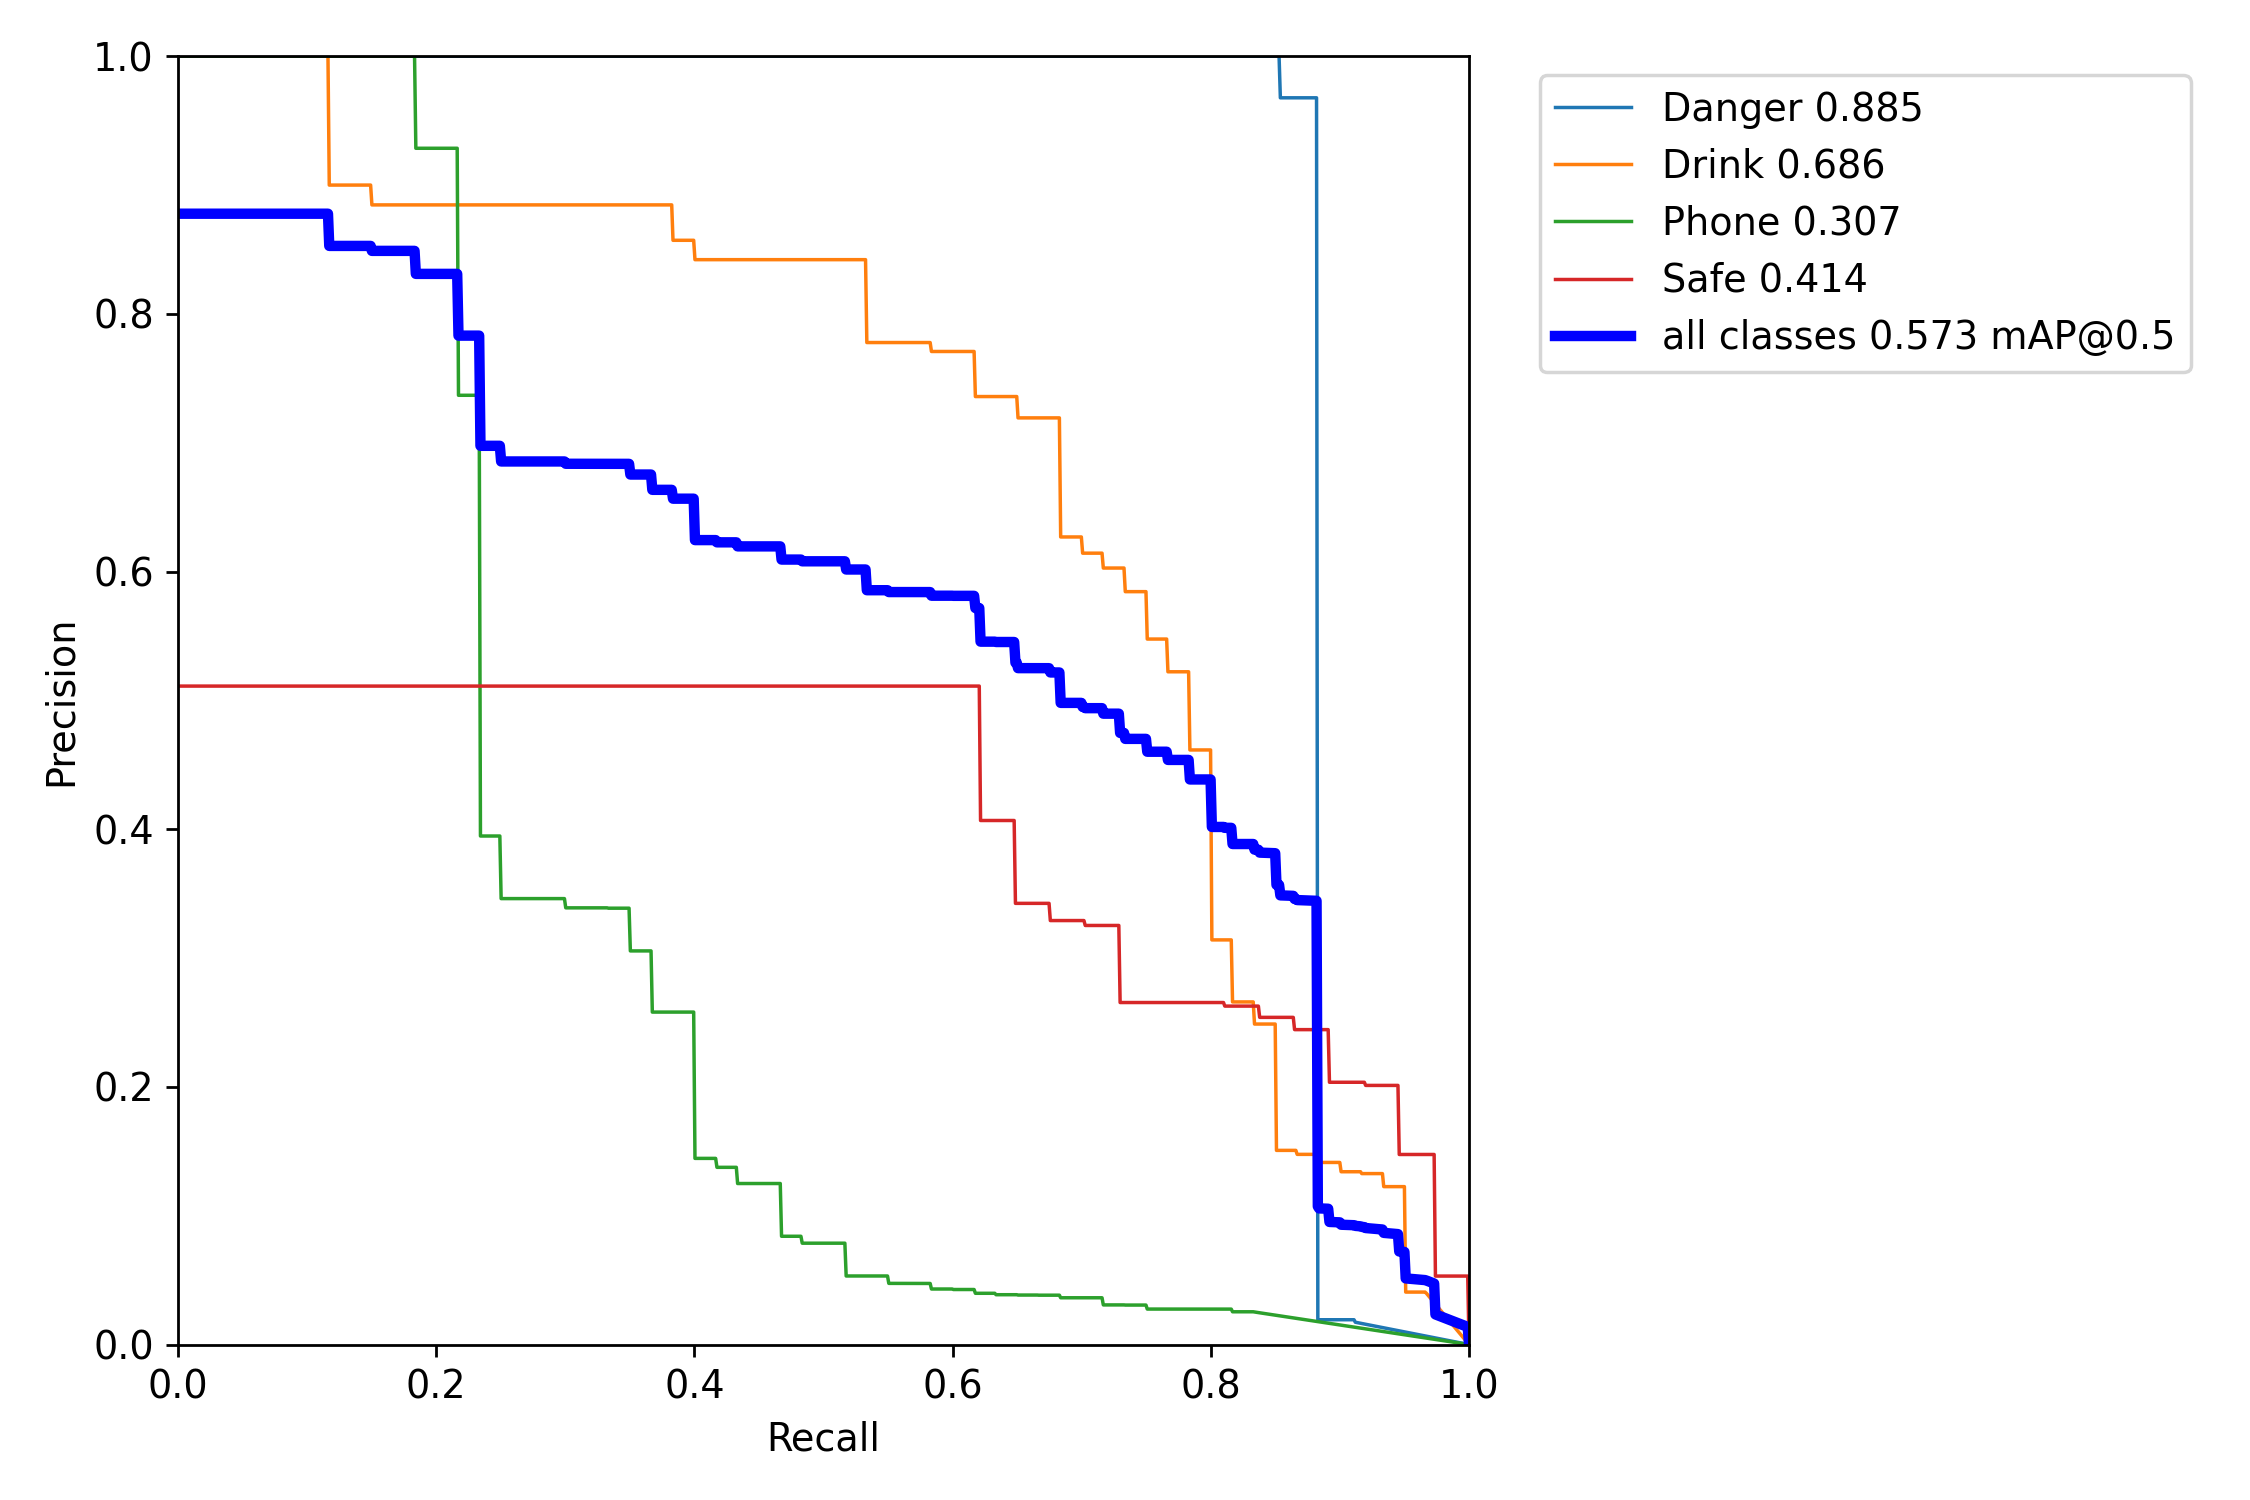 1.0
0.8
0.6
0.4
0.2
0.0
Precision
0.0 0.2 0.4 0.6 0.8 1.0
Recall
Danger 0.885
Drink 0.686
Phone 0.307
Safe 0.414
all classes 0.573 mAP@0.5